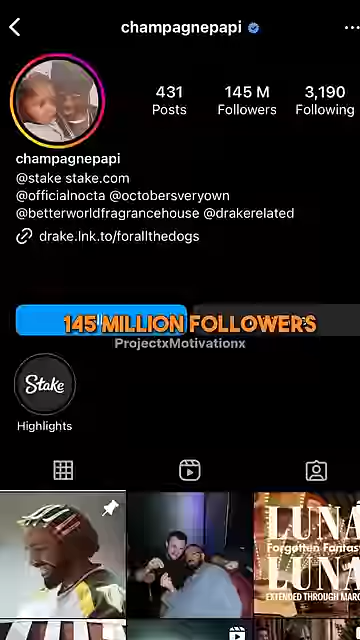 champagnepapi
431
145 M
3,190
Posts
Followers
Following
champagnepapi
@stake stake.com
@officialnocta @octobersveryown
@betterworldfragrancehouse @drakerelated
drake.lnk.to/forallthedogs
145 MILLION FOLLOWERS
ProjectxMotivationx
Stake
Highlights
LUNA
Forgotten Fantas
LUNA
EXTENDED THROUGH MARC